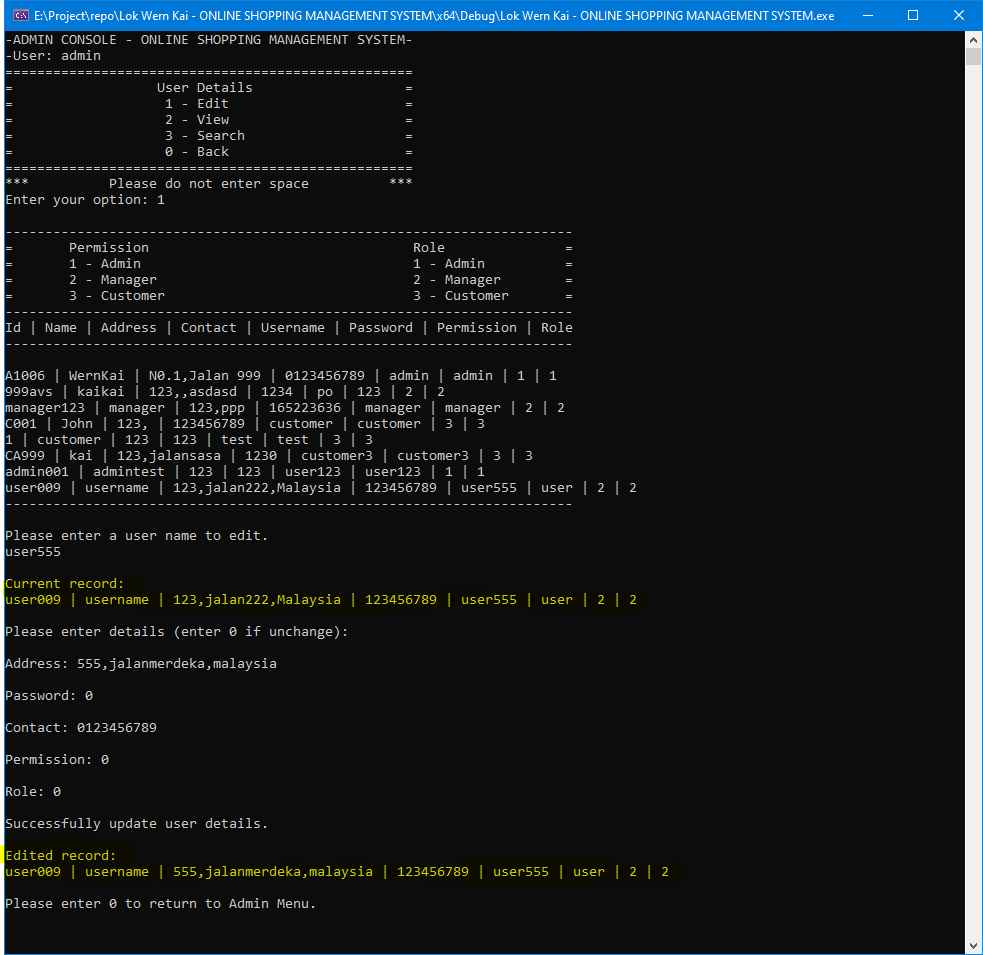 E:\Project\repo\Lok Wern Kai - ONLINE SHOPPING MANAGEMENT SYSTEM\x64\Debug\Lok Wern Kai - ONLINE SHOPPING MANAGEMENT SYSTEM.exe
-ADMIN CONSOLE - ONLINE SHOPPING MANAGEMENT SYSTEM-
-User: admin
===================================================
=                  User Details                   =
=                   1 - Edit                      =
=                   2 - View                      =
=                   3 - Search                    =
=                   0 - Back                      =
===================================================
***          Please do not enter space          ***
Enter your option: 1
-----------------------------------------------------------------------
=       Permission                                 Role               =
=       1 - Admin                                  1 - Admin          =
=       2 - Manager                                2 - Manager        =
=       3 - Customer                               3 - Customer       =
-----------------------------------------------------------------------
Id | Name | Address | Contact | Username | Password | Permission | Role
-----------------------------------------------------------------------
A1006 | WernKai | N0.1,Jalan 999 | 0123456789 | admin | admin | 1 | 1
999avs | kaikai | 123,,asdasd | 1234 | po | 123 | 2 | 2
manager123 | manager | 123,ppp | 165223636 | manager | manager | 2 | 2
C001 | John | 123, | 123456789 | customer | customer | 3 | 3
1 | customer | 123 | 123 | test | test | 3 | 3
CA999 | kai | 123,jalansasa | 1230 | customer3 | customer3 | 3 | 3
admin001 | admintest | 123 | 123 | user123 | user123 | 1 | 1
user009 | username | 123,jalan222,Malaysia | 123456789 | user555 | user | 2 | 2
-----------------------------------------------------------------------
Please enter a user name to edit.
user555
Current record:
user009 | username | 123,jalan222,Malaysia | 123456789 | user555 | user | 2 | 2
Please enter details (enter 0 if unchange):
Address: 555,jalanmerdeka,malaysia
Password: 0
Contact: 0123456789
Permission: 0
Role: 0
Successfully update user details.
Edited record:
user009 | username | 555,jalanmerdeka,malaysia | 123456789 | user555 | user | 2 | 2
Please enter 0 to return to Admin Menu.